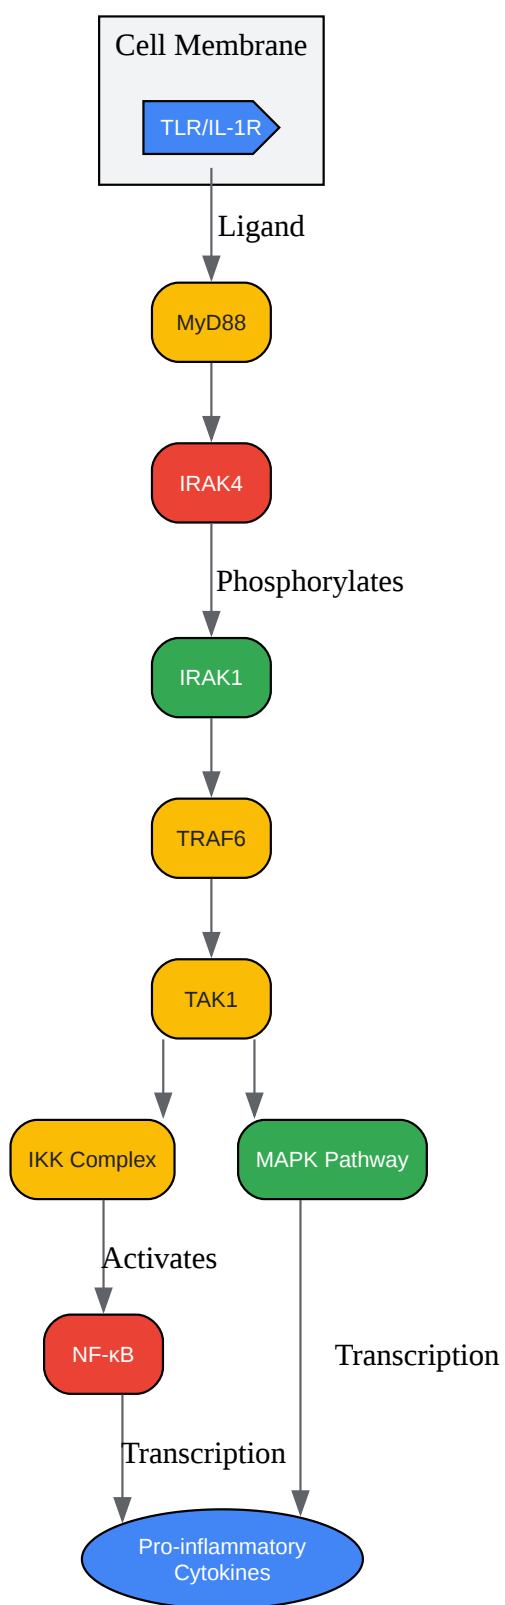 Cell Membrane
TLR/IL-1R
Ligand
MyD88
IRAK4
Phosphorylates
IRAK1
TRAF6
TAK1
IKK Complex
MAPK Pathway
Activates
NF-κB
Transcription
Transcription
Pro-inflammatory
Cytokines